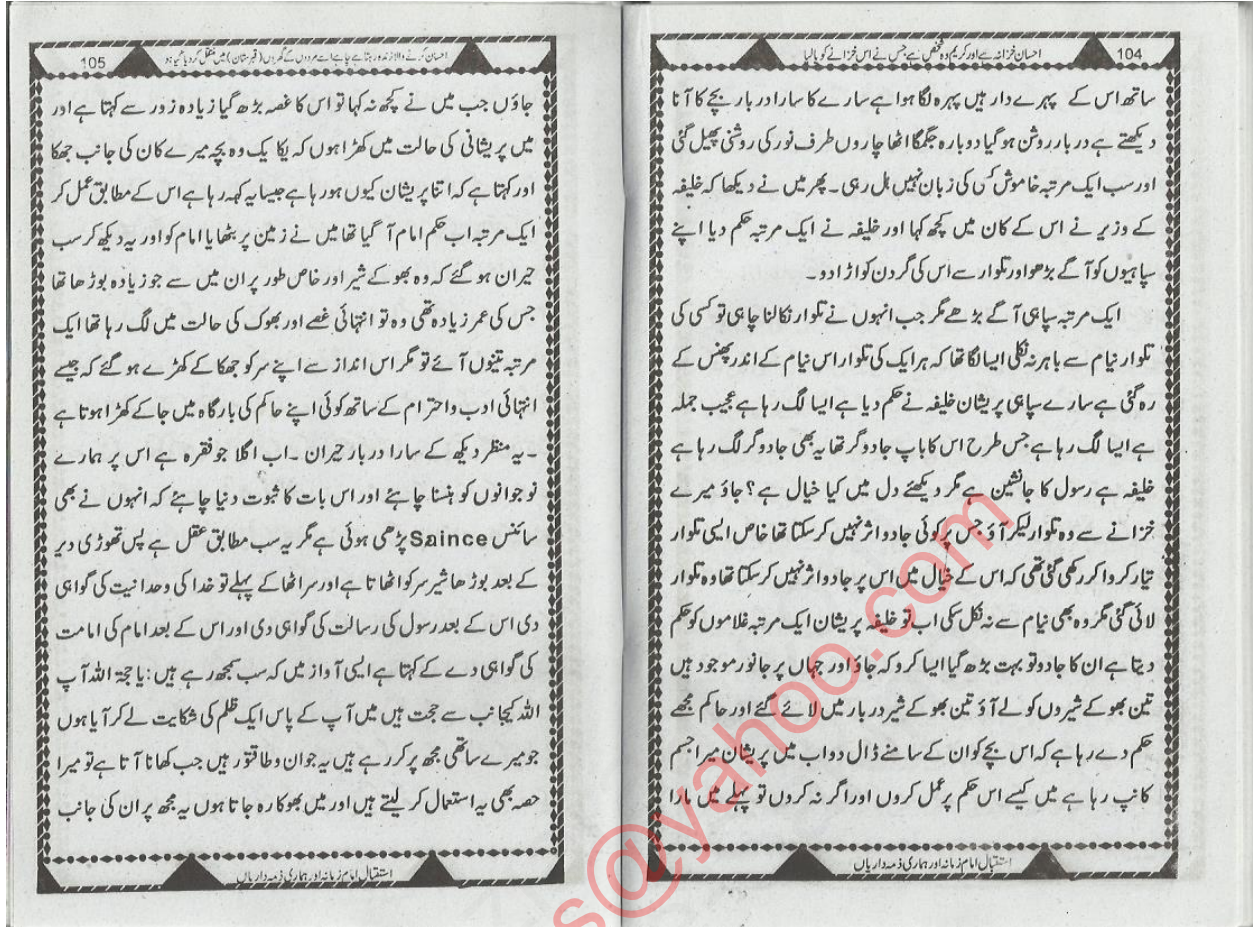 104
احسان خزانہ ہے اور کریم وہ شخص ہے جس نے اس خزانے کو پالیا
ساتھ اس کے پہرے دار ہیں پہرہ لگا ہوا ہے سارے کا سارا دربار بچے کا آنا
دیکھتے ہے دربار روشن ہو گیا دوبارہ جگمگا اٹھا چاروں طرف نور کی روشنی پھیل گئی
اور سب ایک مرتبہ خاموش کسی کی زبان نہیں ہل رہی۔ پھر میں نے دیکھا کہ خلیفہ
کے وزیر نے اس کے کان میں کچھ کہا اور خلیفہ نے ایک مرتبہ حکم دیا اپنے
سپاہیوں کو آگے بڑھو اور تلوار سے اس کی گردن کو اڑا دو۔
ایک مرتبہ سپاہی آگے بڑھے مگر جب انہوں نے تلوار نکالنا چاہی تو کسی کی
تلوار نیام سے باہر نہ نکلی ایسا لگا تھا کہ ہر ایک کی تلوار اس نیام کے اندر پھنس کے
رہ گئی ہے سارے سپاہی پریشان خلیفہ نے حکم دیا ہے ایسا لگ رہا ہے عجیب جملہ
ہے ایسا لگ رہا ہے جس طرح اس کا باپ جادوگر تھا یہ بھی جادوگر لگ رہا ہے
خلیفہ ہے رسول کا جانشین ہے مگر دیکھئے دل میں کیا خیال ہے؟ جاؤ میرے
خزانے سے وہ تلوار لیکر آؤ جس پر کوئی جادو اثر نہیں کر سکتا تھا خاص ایسی تلوار
تیار کروا کر رکھی گئی تھی کہ اس کے خیال میں اس پر جادو اثر نہیں کر سکتا تھا وہ تلوار
لائی گئی مگر وہ بھی نیام سے نہ نکل سکی اب تو خلیفہ پریشان ایک مرتبہ غلاموں کو حکم
دیتا ہے ان کا جادو تو بہت بڑھ گیا ایسا کرو کہ جاؤ اور جہاں پر جانور موجود ہیں
تین بھوکے شیروں کو لے آؤ تین بھوکے شیر دربار میں لائے گئے اور حاکم مجھے
حکم دے رہا ہے کہ اس بچے کو ان کے سامنے ڈال دو اب میں پریشان میرا جسم
کانپ رہا ہے میں کیسے اس حکم پر عمل کروں اور اگر نہ کروں تو پہلے میں مارا
استقبال امام زمانہ اور ہماری ذمہ داریاں
105
احسان کرنے والا زندہ رہتا ہے چاہے اسے مردوں کے گھروں (قبرستان) میں منتقل کر دیا گیا ہو
جاؤں جب میں نے کچھ نہ کہا تو اس کا غصہ بڑھ گیا زیادہ زور سے کہتا ہے اور
میں پریشانی کی حالت میں کھڑا ہوں کہ یکا یک وہ بچہ میرے کان کی جانب جھکا
اور کہتا ہے کہ اتنا پریشان کیوں ہو رہا ہے جیسا یہ کہہ رہا ہے اس کے مطابق عمل کر
ایک مرتبہ اب حکم امام آ گیا تھا میں نے زمین پر بٹھایا امام کو اور یہ دیکھ کر سب
حیران ہو گئے کہ وہ بھوکے شیر اور خاص طور پر ان میں سے جو زیادہ بوڑھا تھا
جس کی عمر زیادہ تھی وہ تو انتہائی غصے اور بھوک کی حالت میں لگ رہا تھا ایک
مرتبہ تینوں آئے تو مگر اس انداز سے اپنے سر کو جھکا کے کھڑے ہو گئے کہ جیسے
انتہائی ادب و احترام کے ساتھ کوئی اپنے حاکم کی بارگاہ میں جا کے کھڑا ہوتا ہے
۔یہ منظر دیکھ کے سارا دربار حیران ۔اب اگلا جو فقرہ ہے اس پر ہمارے
نوجوانوں کو ہنسنا چاہئے اور اس بات کا ثبوت دنیا چاہئے کہ انہوں نے بھی
سائنس Saince پڑھی ہوئی ہے مگر یہ سب مطابق عقل ہے پس تھوڑی دیر
کے بعد بوڑھا شیر سر کو اٹھاتا ہے اور سر اٹھا کے پہلے تو خدا کی وحدانیت کی گواہی
دی اس کے بعد رسول کی رسالت کی گواہی دی اور اس کے بعد امام کی امامت
کی گواہی دے کے کہتا ہے ایسی آواز میں کہ سب سمجھ رہے ہیں: یا حجۃ اللہ آپ
اللہ کیجانب سے حجت ہیں میں آپ کے پاس ایک ظلم کی شکایت لے کر آیا ہوں
جو میرے ساتھی مجھ پر کر رہے ہیں یہ جوان و طاقتور ہیں جب کھانا آتا ہے تو میرا
حصہ بھی یہ استعمال کر لیتے ہیں اور میں بھوکا رہ جاتا ہوں یہ مجھ پر ان کی جانب
استقبال امام زمانہ اور ہماری ذمہ داریاں
s@yahoo.com